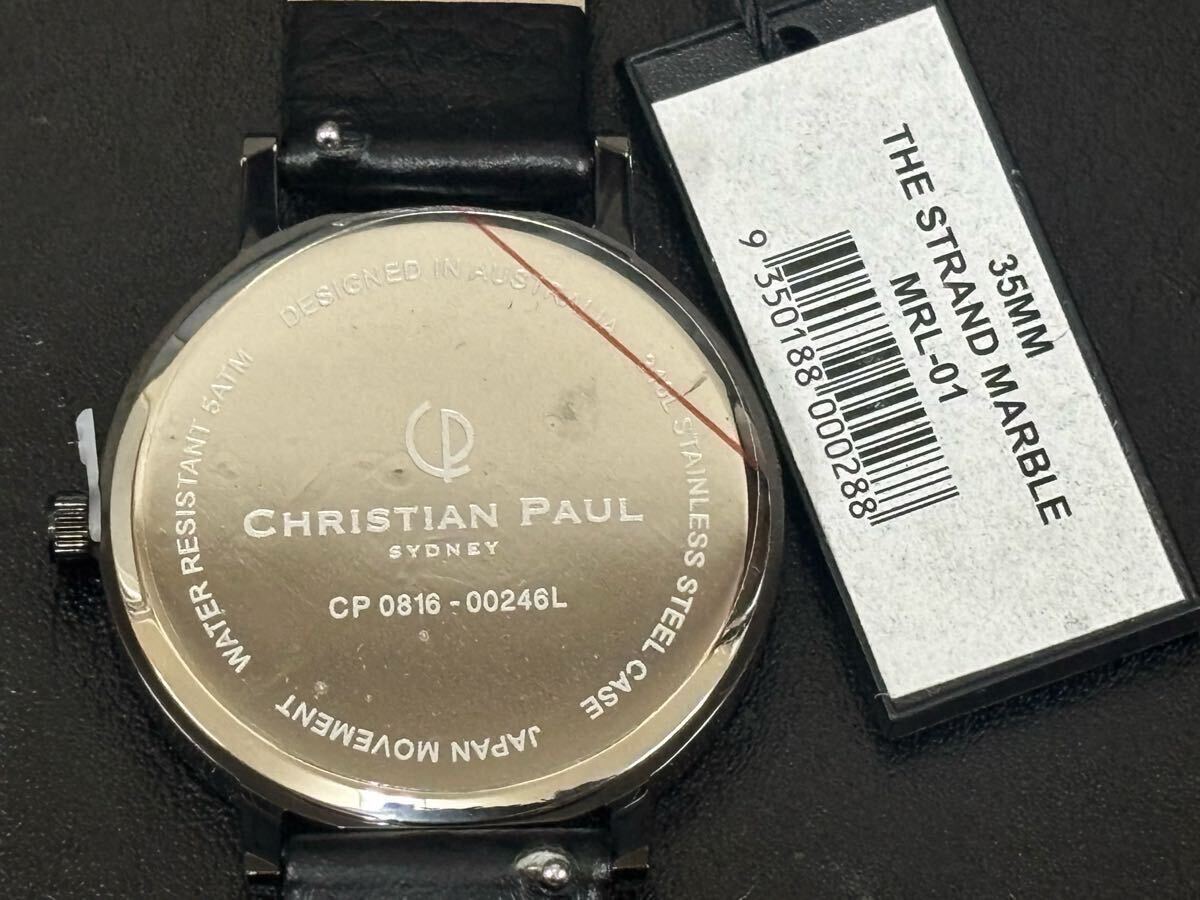 DESIGNED IN AUSTRALIA
STAINLESS STEEL CASE
JAPAN MOVEMENT
WATER RESISTANT 5ATM
CHRISTIAN PAUL
SYDNEY
CP 0816 - 00246L
35MM
THE STRAND MARBLE
MRL-01
9 350188 000288